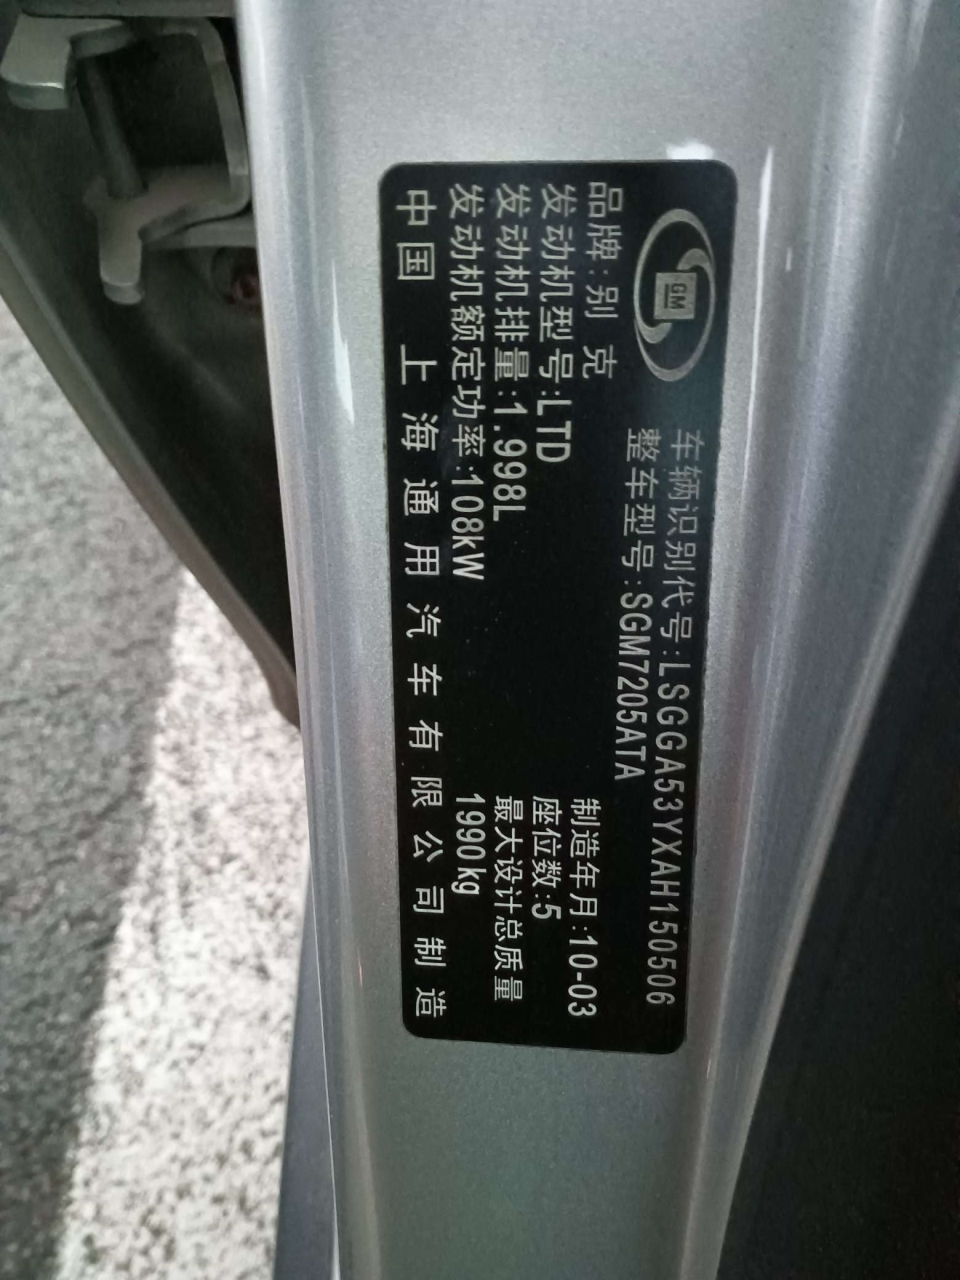 GM
车辆识别代号:LSGGA53YXAH150506
整车型号:SGM7205ATA
品牌:别 克
发动机型号:LTD
发动机排量:1.998L
发动机额定功率:108kW
制造年月:10-03
座位数:5
最大设计总质量
1990kg
中国 上海通用汽车有限公司制造